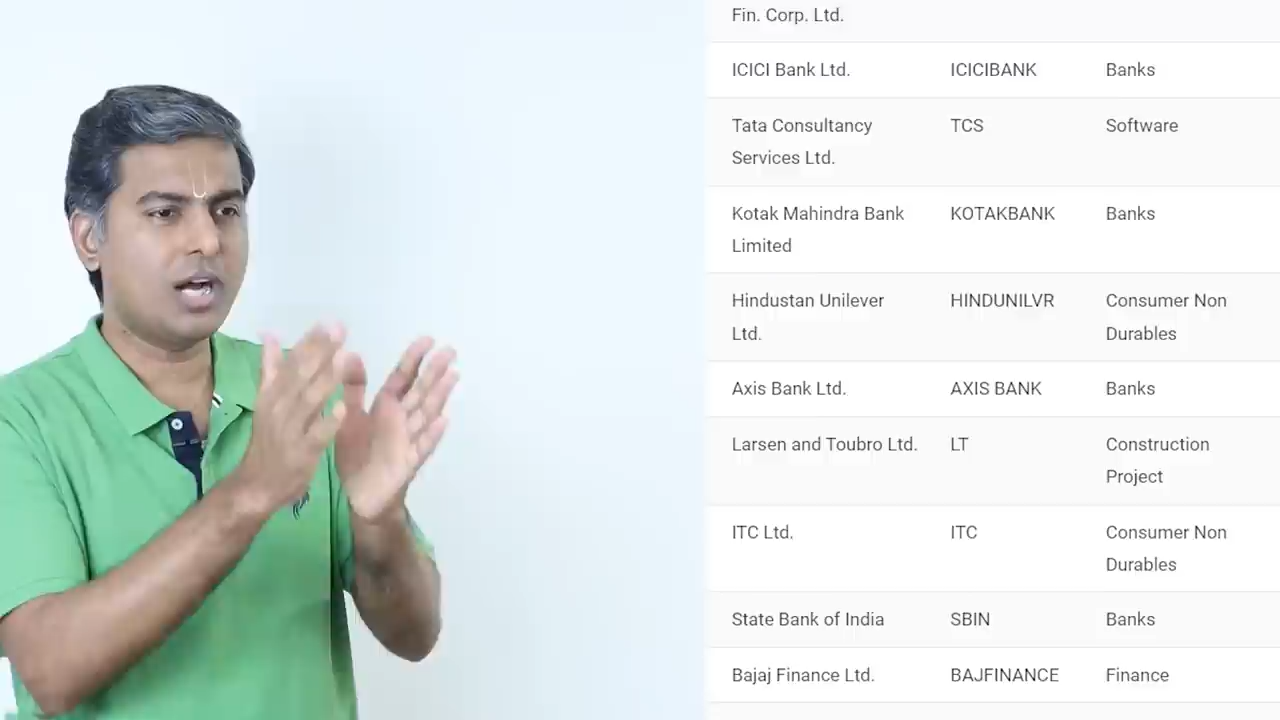 Fin. Corp. Ltd.
ICICI Bank Ltd. ICICIBANK Banks
Tata Consultancy TCS Software
Services Ltd.
Kotak Mahindra Bank KOTAKBANK Banks
Limited
Hindustan Unilever HINDUNILVR Consumer Non
Ltd. Durables
Axis Bank Ltd. AXIS BANK Banks
Larsen and Toubro Ltd. LT Construction
Project
ITC Ltd. ITC Consumer Non
Durables
State Bank of India SBIN Banks
Bajaj Finance Ltd. BAJFINANCE Finance